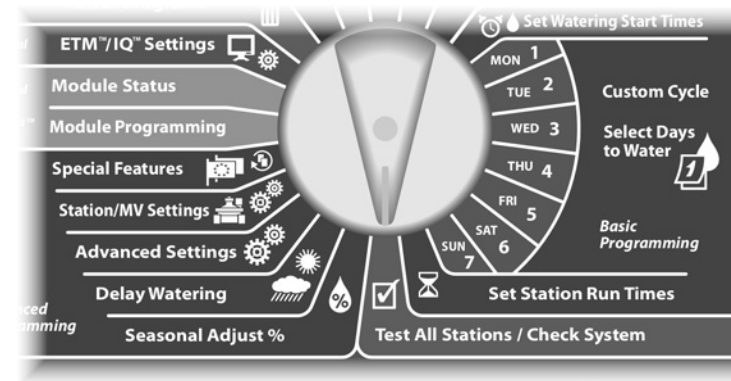 Set Watering Start Times
ETM™/IQ™ Settings
Module Status
Module Programming
Special Features
Station/MV Settings
Advanced Settings
Delay Watering
Seasonal Adjust %
%
MON 1
TUE 2
WED 3
THU 4
FRI 5
SAT 6
SUN 7
Custom Cycle
Select Days
to Water
1
Basic
Programming
Set Station Run Times
Test All Stations / Check System